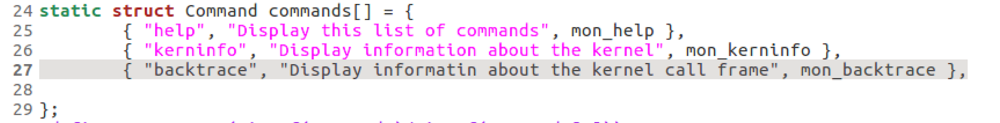 24 static struct Command commands[] = {
25         { "help", "Display this list of commands", mon_help },
26         { "kerninfo", "Display information about the kernel", mon_kerninfo },
27         { "backtrace", "Display informatin about the kernel call frame", mon_backtrace },
28
29 };